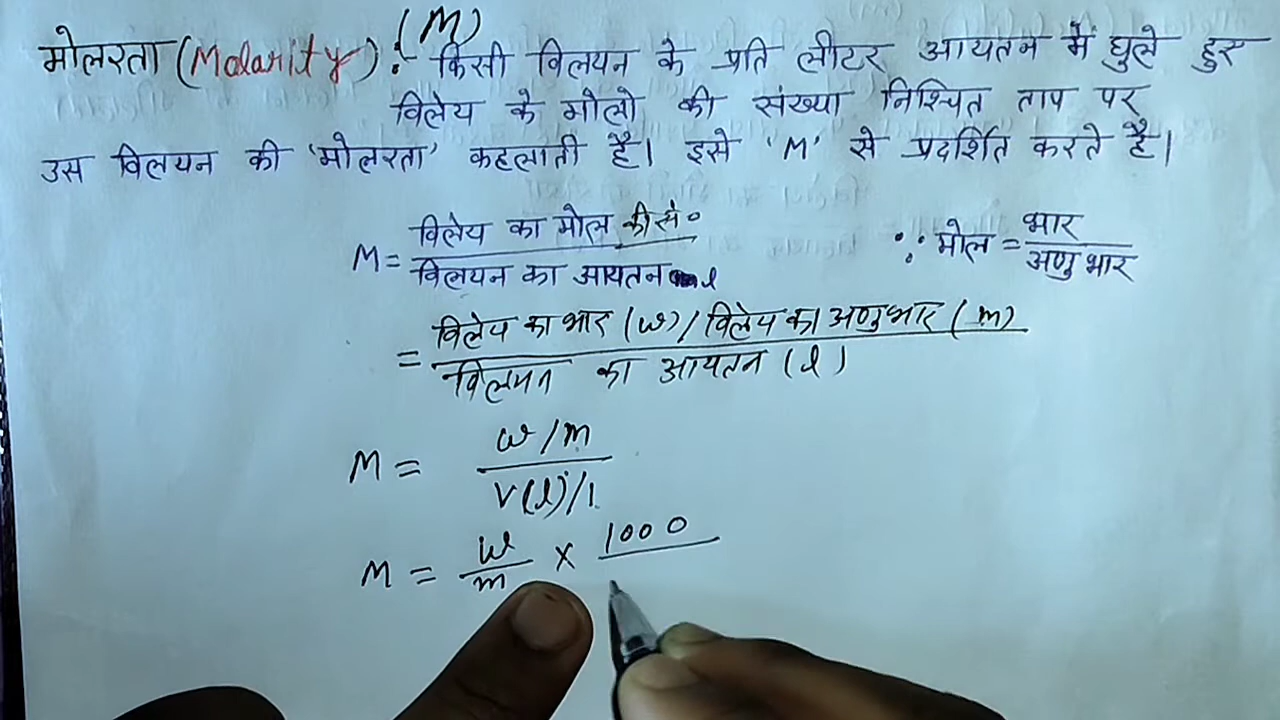 (M)
मोलरता (Molarity) :- किसी विलयन के प्रति लीटर आयतन में घुले हुए
विलेय के मोलो की संख्या निश्चित ताप पर
उस विलयन की 'मोलरता' कहलाती है। इसे 'M' से प्रदर्शित करते है।
M = विलेय का मोल की सं० / विलयन का आयतन l ∵ मोल = भार / अणुभार
= विलेय का भार (w) / विलेय का अणुभार (m)
विलयन का आयतन (l)
M = w/m
V(l)/1
M = w/m × 1000